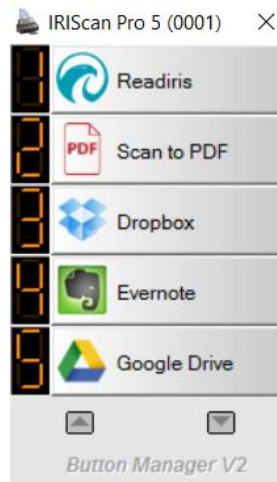 IRIScan Pro 5 (0001)
1 Readiris
2 PDF Scan to PDF
3 Dropbox
4 Evernote
5 Google Drive
Button Manager V2